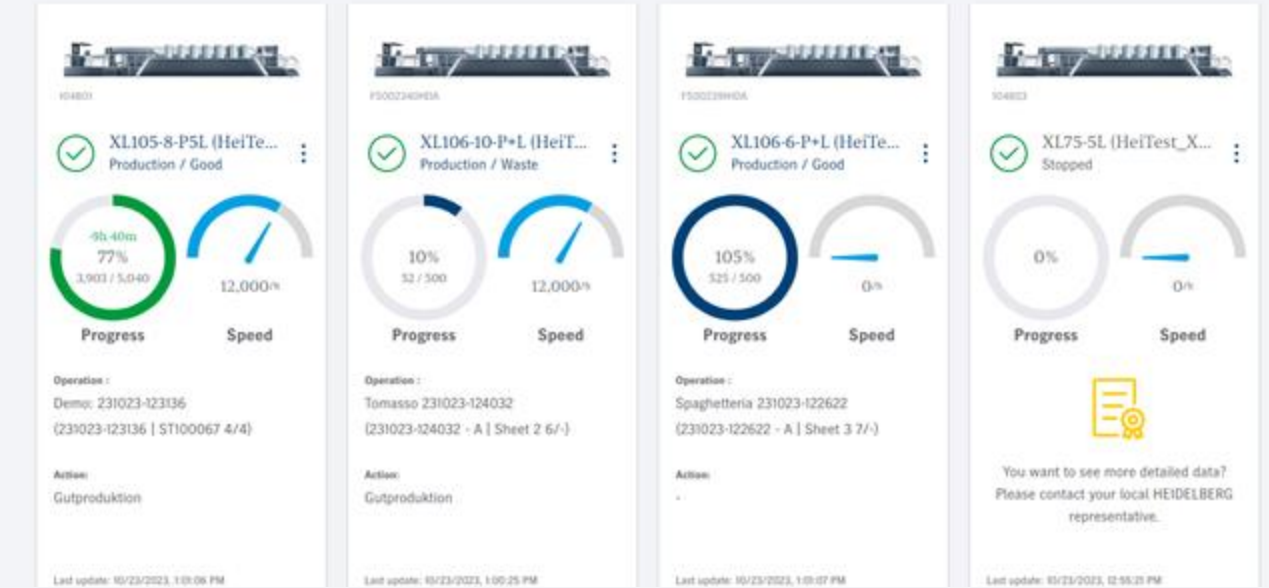 104801
XL105-8-P5L (HeiTe...
Production / Good
-9h 40m
77%
3,903 / 5,040
12,000/h
Progress
Speed
Operation :
Demo: 231023-123136
(231023-123136 | ST100067 4/4)
Action:
Gutproduktion
Last update: 10/23/2023, 1:01:06 PM
FS002340HDA
XL106-10-P+L (HeiT...
Production / Waste
10%
52 / 500
12,000/h
Progress
Speed
Operation :
Tomasso 231023-124032
(231023-124032 - A | Sheet 2 6/-)
Action:
Gutproduktion
Last update: 10/23/2023, 1:00:25 PM
XL106-6-P+L (HeiTe...
Production / Good
105%
525 / 500
0/h
Progress
Speed
Operation :
Spaghetteria 231023-122622
(231023-122622 - A | Sheet 3 7/-)
Action:
-
Last update: 10/23/2023, 1:01:07 PM
104803
XL75-5L (HeiTest_X...
Stopped
0%
0/h
Progress
Speed
You want to see more detailed data?
Please contact your local HEIDELBERG
representative.
Last update: 10/23/2023, 12:55:21 PM